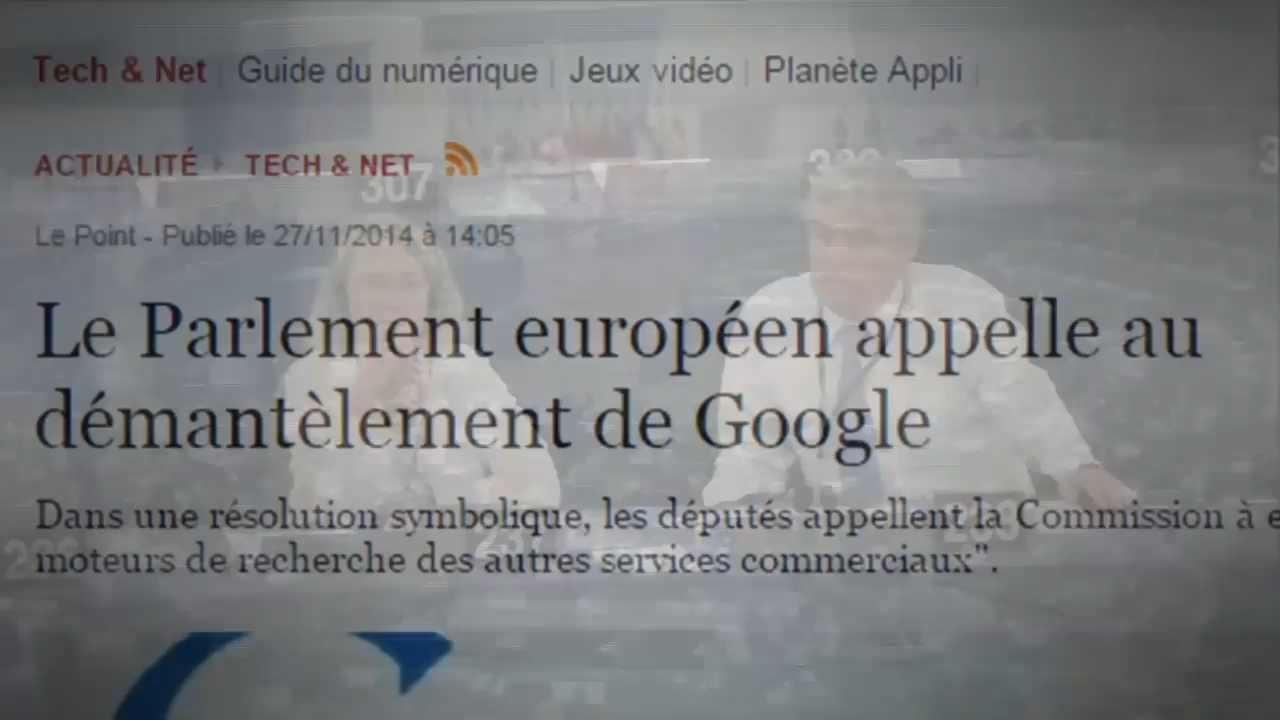 Tech & Net | Guide du numérique | Jeux vidéo | Planète Appli |
ACTUALITÉ TECH & NET
307
Le Point - Publié le 27/11/2014 à 14:05
Le Parlement européen appelle au
démantèlement de Google
Dans une résolution symbolique, les députés appellent la Commission à
moteurs de recherche des autres services commerciaux".